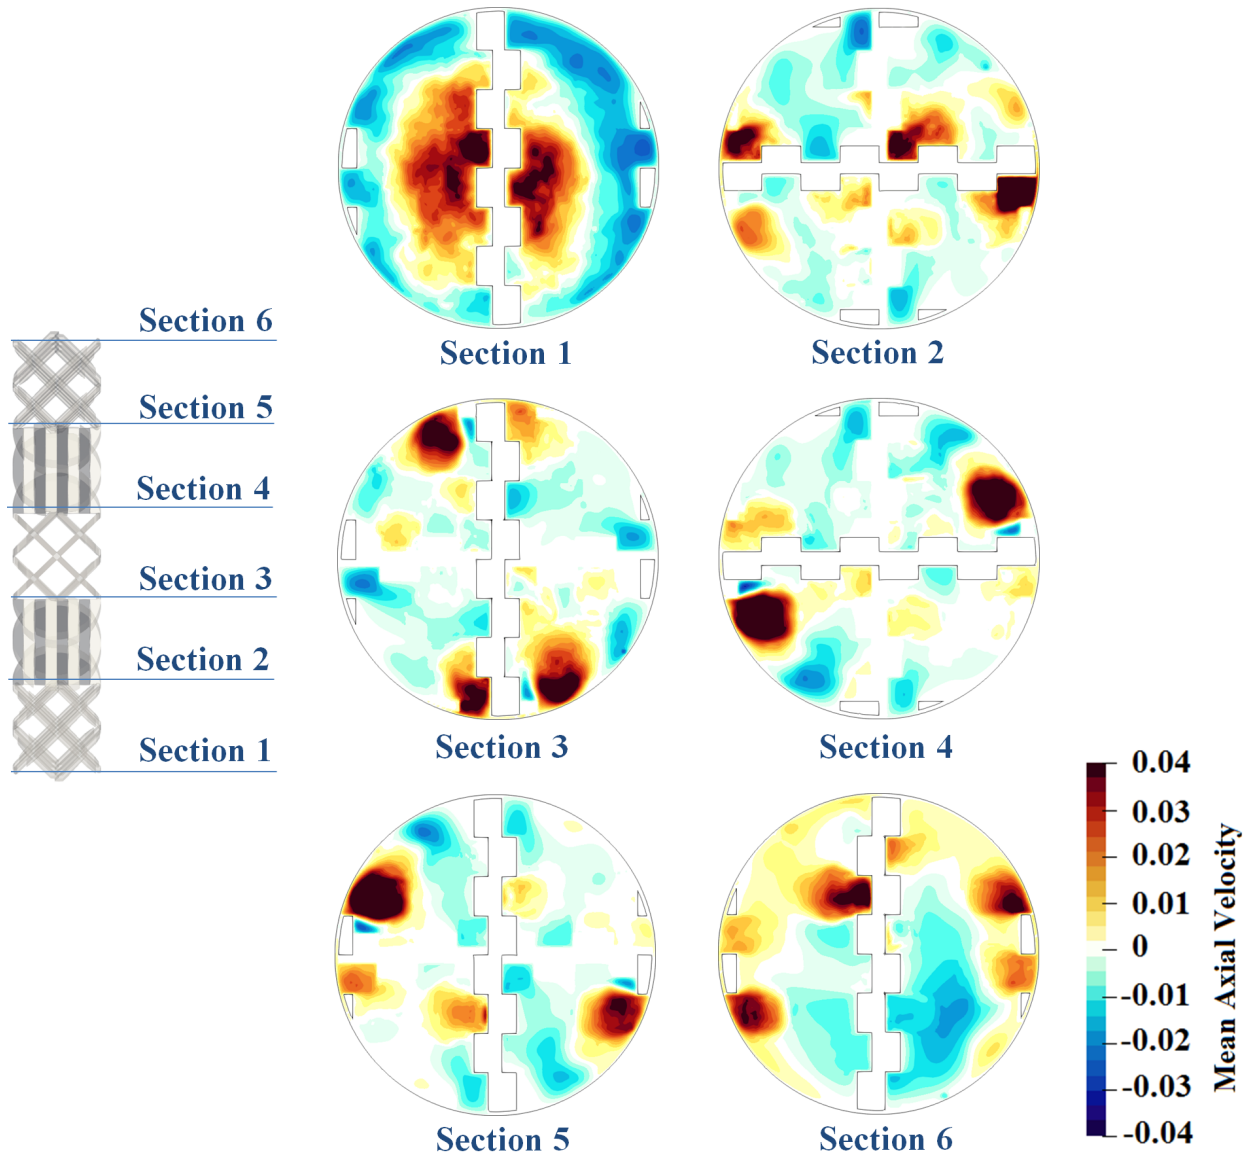 Section 6
Section 5
Section 4
Section 3
Section 2
Section 1
Section 1
Section 2
Section 3
Section 4
Section 5
Section 6
0.04
0.03
0.02
0.01
0
-0.01
-0.02
-0.03
-0.04
Mean Axial Velocity